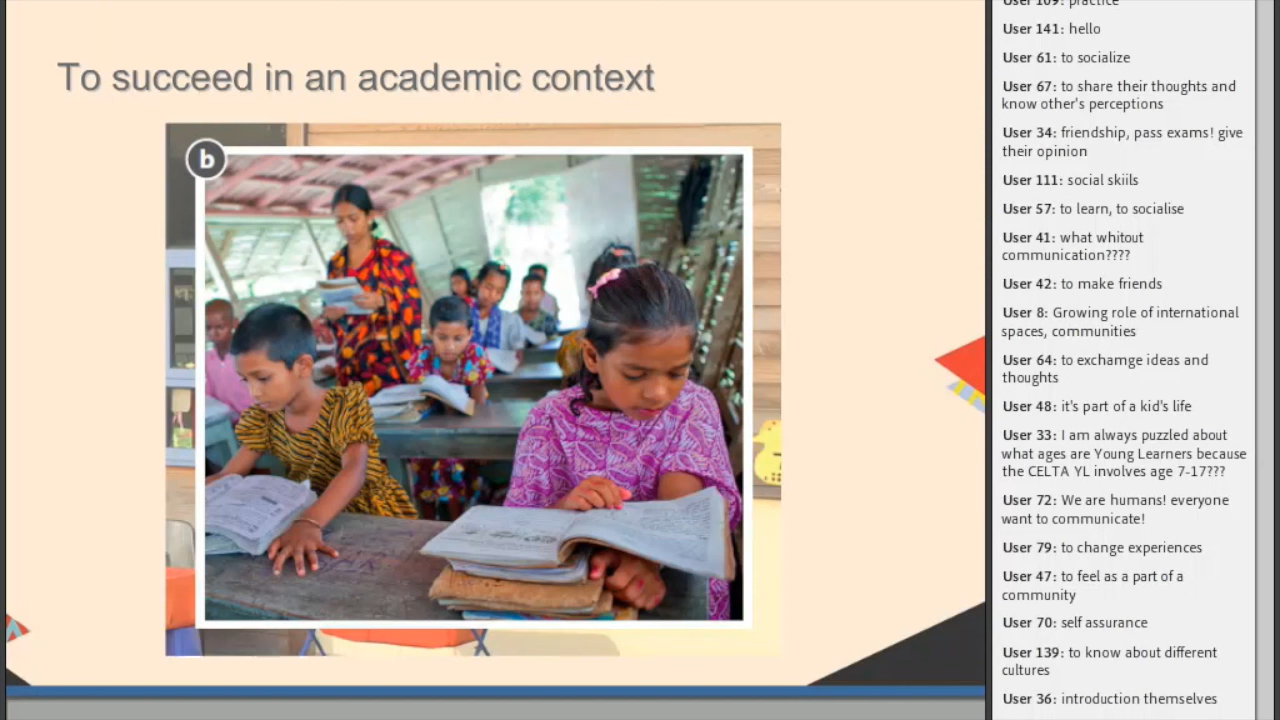 To succeed in an academic context
b
User 109: practice
User 141: hello
User 61: to socialize
User 67: to share their thoughts and
know other's perceptions
User 34: friendship, pass exams! give
their opinion
User 111: social skiils
User 57: to learn, to socialise
User 41: what whitout
communication????
User 42: to make friends
User 8: Growing role of international
spaces, communities
User 64: to exchamge ideas and
thoughts
User 48: it's part of a kid's life
User 33: I am always puzzled about
what ages are Young Learners because
the CELTA YL involves age 7-17???
User 72: We are humans! everyone
want to communicate!
User 79: to change experiences
User 47: to feel as a part of a
community
User 70: self assurance
User 139: to know about different
cultures
User 36: introduction themselves